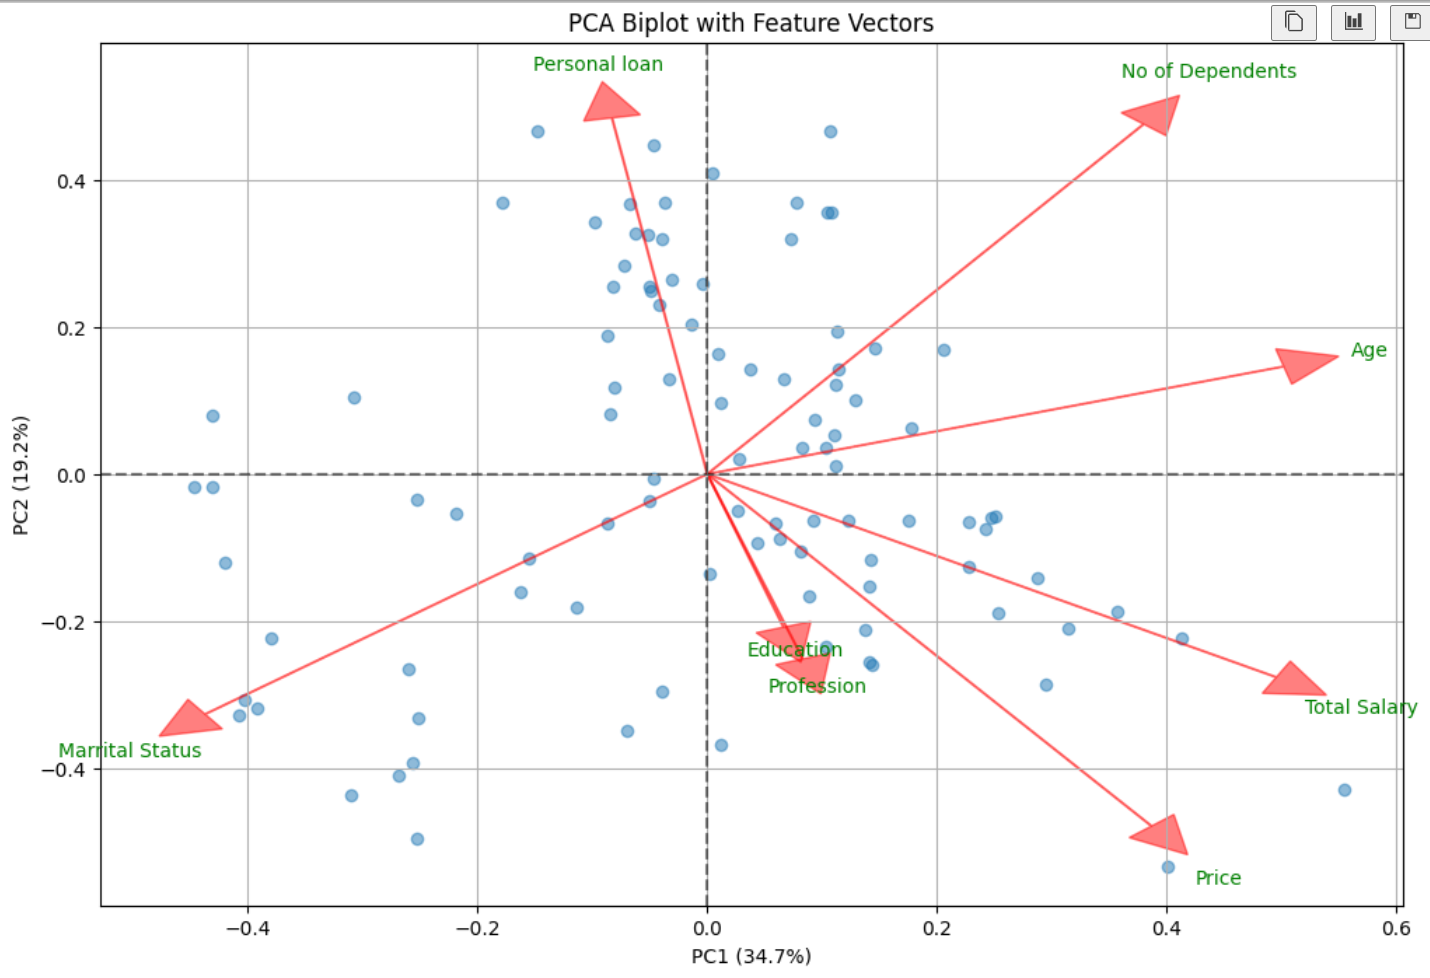 PCA Biplot with Feature Vectors
Personal loan
No of Dependents
Age
Education
Profession
Total Salary
Marrital Status
Price
0.4
0.2
0.0
−0.2
−0.4
PC2 (19.2%)
−0.4
−0.2
0.0
0.2
0.4
0.6
PC1 (34.7%)